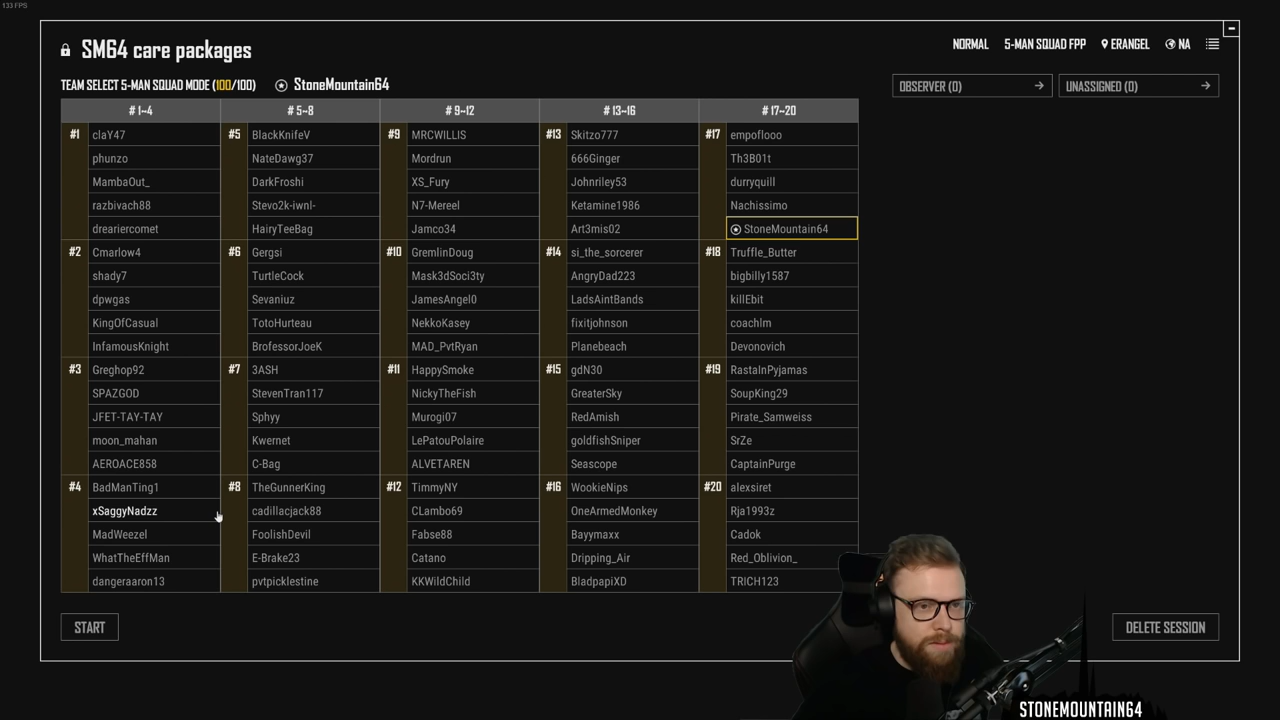 133 FPS
SM64 care packages
NORMAL 5-MAN SQUAD FPP ERANGEL NA
TEAM SELECT 5-MAN SQUAD MODE (100/100) StoneMountain64
OBSERVER (0) UNASSIGNED (0)
# 1~4 # 5~8 # 9~12 # 13~16 # 17~20
#1 claY47 #5 BlackKnifeV #9 MRCWILLIS #13 Skitzo777 #17 empoflooo
phunzo NateDawg37 Mordrun 666Ginger Th3B01t
MambaOut_ DarkFroshi XS_Fury Johnriley53 durryquill
razbivach88 Stevo2k-iwnl- N7-Mereel Ketamine1986 Nachissimo
dreariercomet HairyTeeBag Jamco34 Art3mis02 StoneMountain64
#2 Cmarlow4 #6 Gergsi #10 GremlinDoug #14 si_the_sorcerer #18 Truffle_Butter
shady7 TurtleCock Mask3dSoci3ty AngryDad223 bigbilly1587
dpwgas Sevaniuz JamesAngel0 LadsAintBands killEbit
KingOfCasual TotoHurteau NekkoKasey fixitjohnson coachlm
InfamousKnight BrofessorJoeK MAD_PvtRyan Planebeach Devonovich
#3 Greghop92 #7 3ASH #11 HappySmoke #15 gdN30 #19 RastaInPyjamas
SPAZGOD StevenTran117 NickyTheFish GreaterSky SoupKing29
JFET-TAY-TAY Sphyy Murogi07 RedAmish Pirate_Samweiss
moon_mahan Kwernet LePatouPolaire goldfishSniper SrZe
AEROACE858 C-Bag ALVETAREN Seascope CaptainPurge
#4 BadManTing1 #8 TheGunnerKing #12 TimmyNY #16 WookieNips #20 alexsiret
xSaggyNadzz cadillacjack88 CLambo69 OneArmedMonkey Rja1993z
MadWeezel FoolishDevil Fabse88 Bayymaxx Cadok
WhatTheEffMan E-Brake23 Catano Dripping_Air Red_Oblivion_
dangeraaron13 pvtpicklestine KKWildChild BladpapiXD TRICH123
START DELETE SESSION
STONEMOUNTAIN64